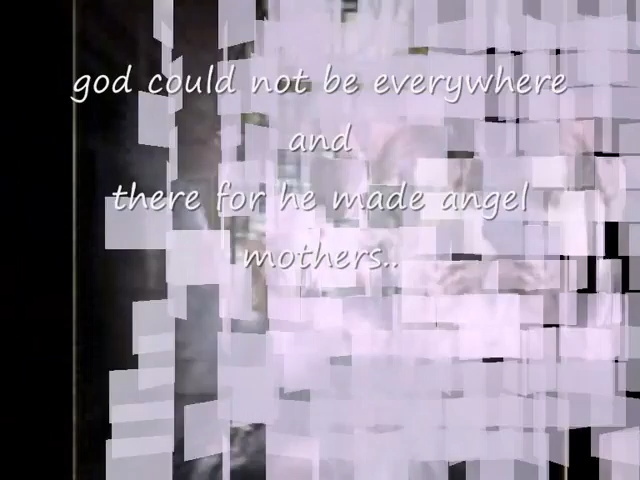 god could not be everywhere
and
there for he made angel
mothers..